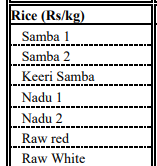 Rice (Rs/kg)
Samba 1
Samba 2
Keeri Samba
Nadu 1
Nadu 2
Raw red
Raw White